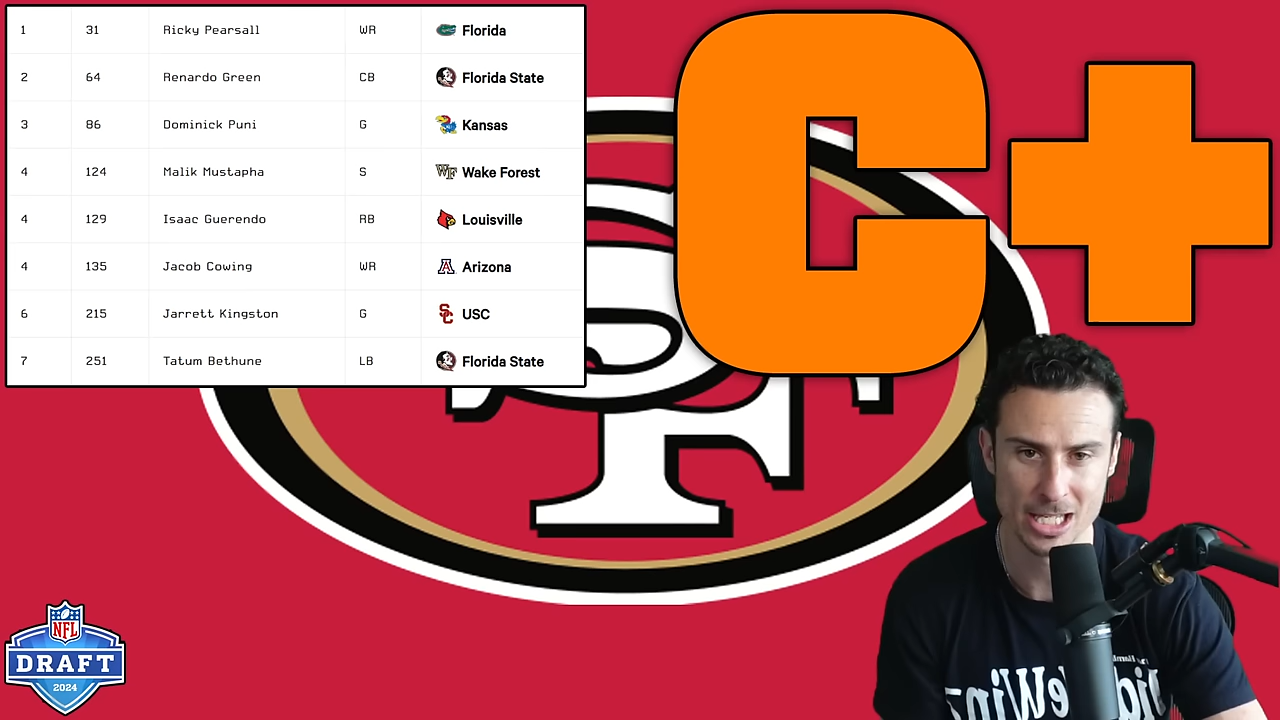 1 31 Ricky Pearsall WR Florida
2 64 Renardo Green CB Florida State
3 86 Dominick Puni G Kansas
4 124 Malik Mustapha S Wake Forest
4 129 Isaac Guerendo RB Louisville
4 135 Jacob Cowing WR Arizona
6 215 Jarrett Kingston G USC
7 251 Tatum Bethune LB Florida State
C+
NFL
DRAFT
2024